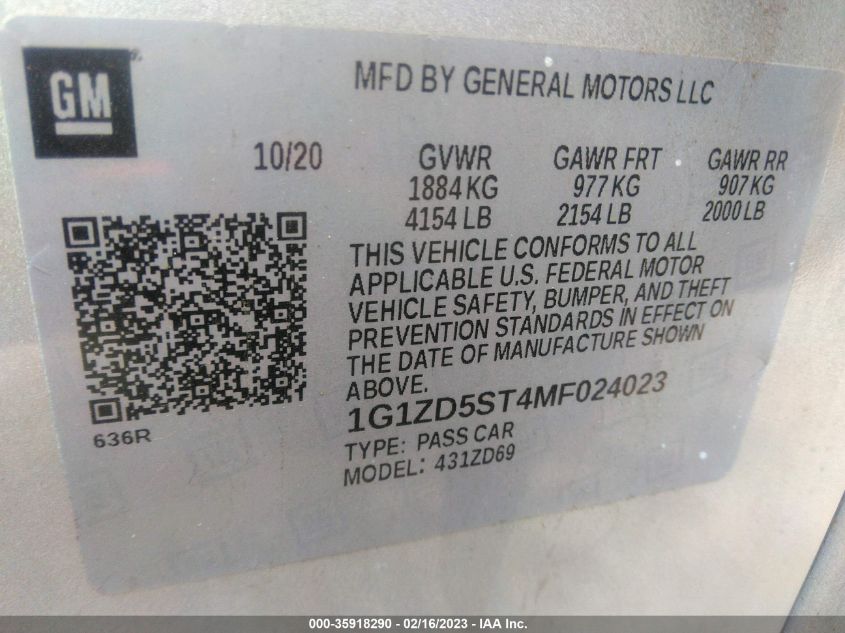 GM
MFD BY GENERAL MOTORS LLC
10/20
GVWR
1884 KG
4154 LB
GAWR FRT
977 KG
2154 LB
GAWR RR
907 KG
2000 LB
THIS VEHICLE CONFORMS TO ALL
APPLICABLE U.S. FEDERAL MOTOR
VEHICLE SAFETY, BUMPER, AND THEFT
PREVENTION STANDARDS IN EFFECT ON
THE DATE OF MANUFACTURE SHOWN
ABOVE.
1G1ZD5ST4MF024023
TYPE: PASS CAR
MODEL: 431ZD69
636R
000-35918290 - 02/16/2023 - IAA Inc.